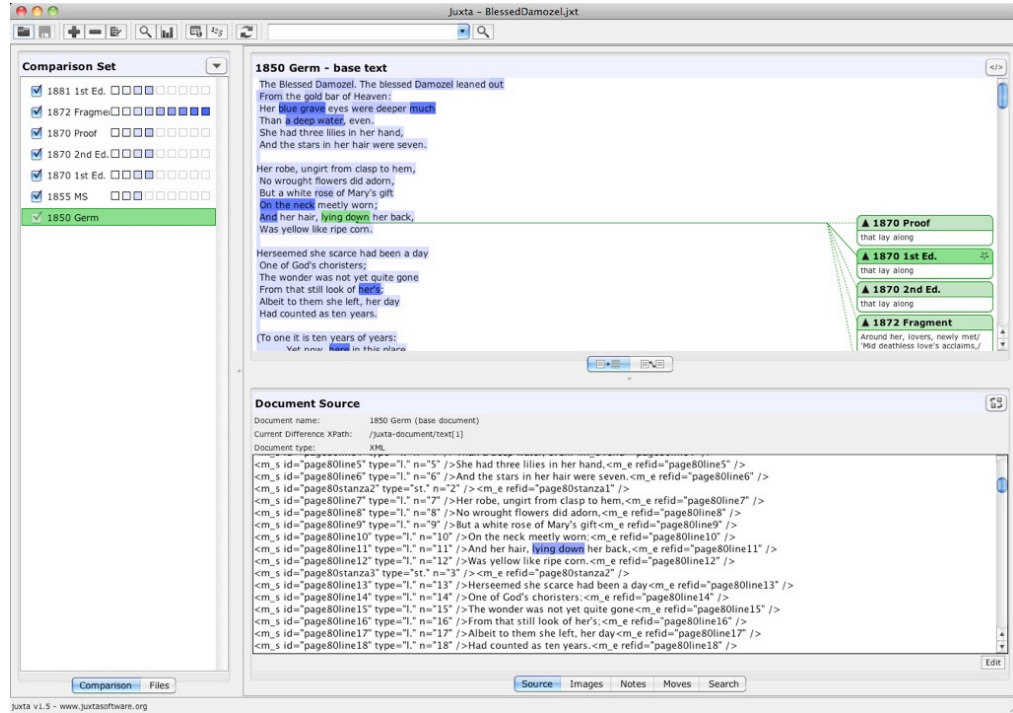 Juxta - BlessedDamozel.jxt
Comparison Set
1881 1st Ed.
1872 Fragme
1870 Proof
1870 2nd Ed.
1870 1st Ed.
1855 MS
1850 Germ
Comparison Files
1850 Germ - base text
The Blessed Damozel. The blessed Damozel leaned out
From the gold bar of Heaven:
Her blue grave eyes were deeper much
Than a deep water, even.
She had three lilies in her hand,
And the stars in her hair were seven.
Her robe, ungirt from clasp to hem,
No wrought flowers did adorn,
But a white rose of Mary's gift
On the neck meetly worn;
And her hair, lying down her back,
Was yellow like ripe corn.
Herseemed she scarce had been a day
One of God's choristers;
The wonder was not yet quite gone
From that still look of her's;
Albeit to them she left, her day
Had counted as ten years.
(To one it is ten years of years:
Yet now, here in this place
▲ 1870 Proof
that lay along
▲ 1870 1st Ed.
that lay along
▲ 1870 2nd Ed.
that lay along
▲ 1872 Fragment
Around her, lovers, newly met/
'Mid deathless love's acclaims,/
Document Source
Document name: 1850 Germ (base document)
Current Difference XPath: /juxta-document/text[1]
Document type: XML
<m_s id="page80line5" type="l." n="5" />She had three lilies in her hand,<m_e refid="page80line5" />
<m_s id="page80line6" type="l." n="6" />And the stars in her hair were seven.<m_e refid="page80line6" />
<m_s id="page80stanza2" type="st." n="2" /><m_e refid="page80stanza1" />
<m_s id="page80line7" type="l." n="7" />Her robe, ungirt from clasp to hem,<m_e refid="page80line7" />
<m_s id="page80line8" type="l." n="8" />No wrought flowers did adorn,<m_e refid="page80line8" />
<m_s id="page80line9" type="l." n="9" />But a white rose of Mary's gift<m_e refid="page80line9" />
<m_s id="page80line10" type="l." n="10" />On the neck meetly worn;<m_e refid="page80line10" />
<m_s id="page80line11" type="l." n="11" />And her hair, lying down her back,<m_e refid="page80line11" />
<m_s id="page80line12" type="l." n="12" />Was yellow like ripe corn.<m_e refid="page80line12" />
<m_s id="page80stanza3" type="st." n="3" /><m_e refid="page80stanza2" />
<m_s id="page80line13" type="l." n="13" />Herseemed she scarce had been a day<m_e refid="page80line13" />
<m_s id="page80line14" type="l." n="14" />One of God's choristers;<m_e refid="page80line14" />
<m_s id="page80line15" type="l." n="15" />The wonder was not yet quite gone<m_e refid="page80line15" />
<m_s id="page80line16" type="l." n="16" />From that still look of her's;<m_e refid="page80line16" />
<m_s id="page80line17" type="l." n="17" />Albeit to them she left, her day<m_e refid="page80line17" />
<m_s id="page80line18" type="l." n="18" />Had counted as ten years.<m_e refid="page80line18" />
Edit
Source Images Notes Moves Search
Juxta v1.5 - www.juxtasoftware.org